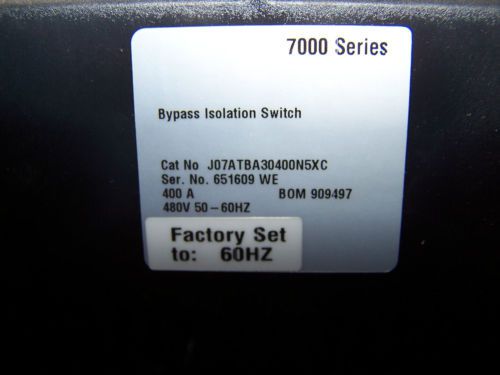 7000 Series
Bypass Isolation Switch
Cat No J07ATBA30400N5XC
Ser. No. 651609 WE
400 A BOM 909497
480V 50-60HZ
Factory Set
to: 60HZ